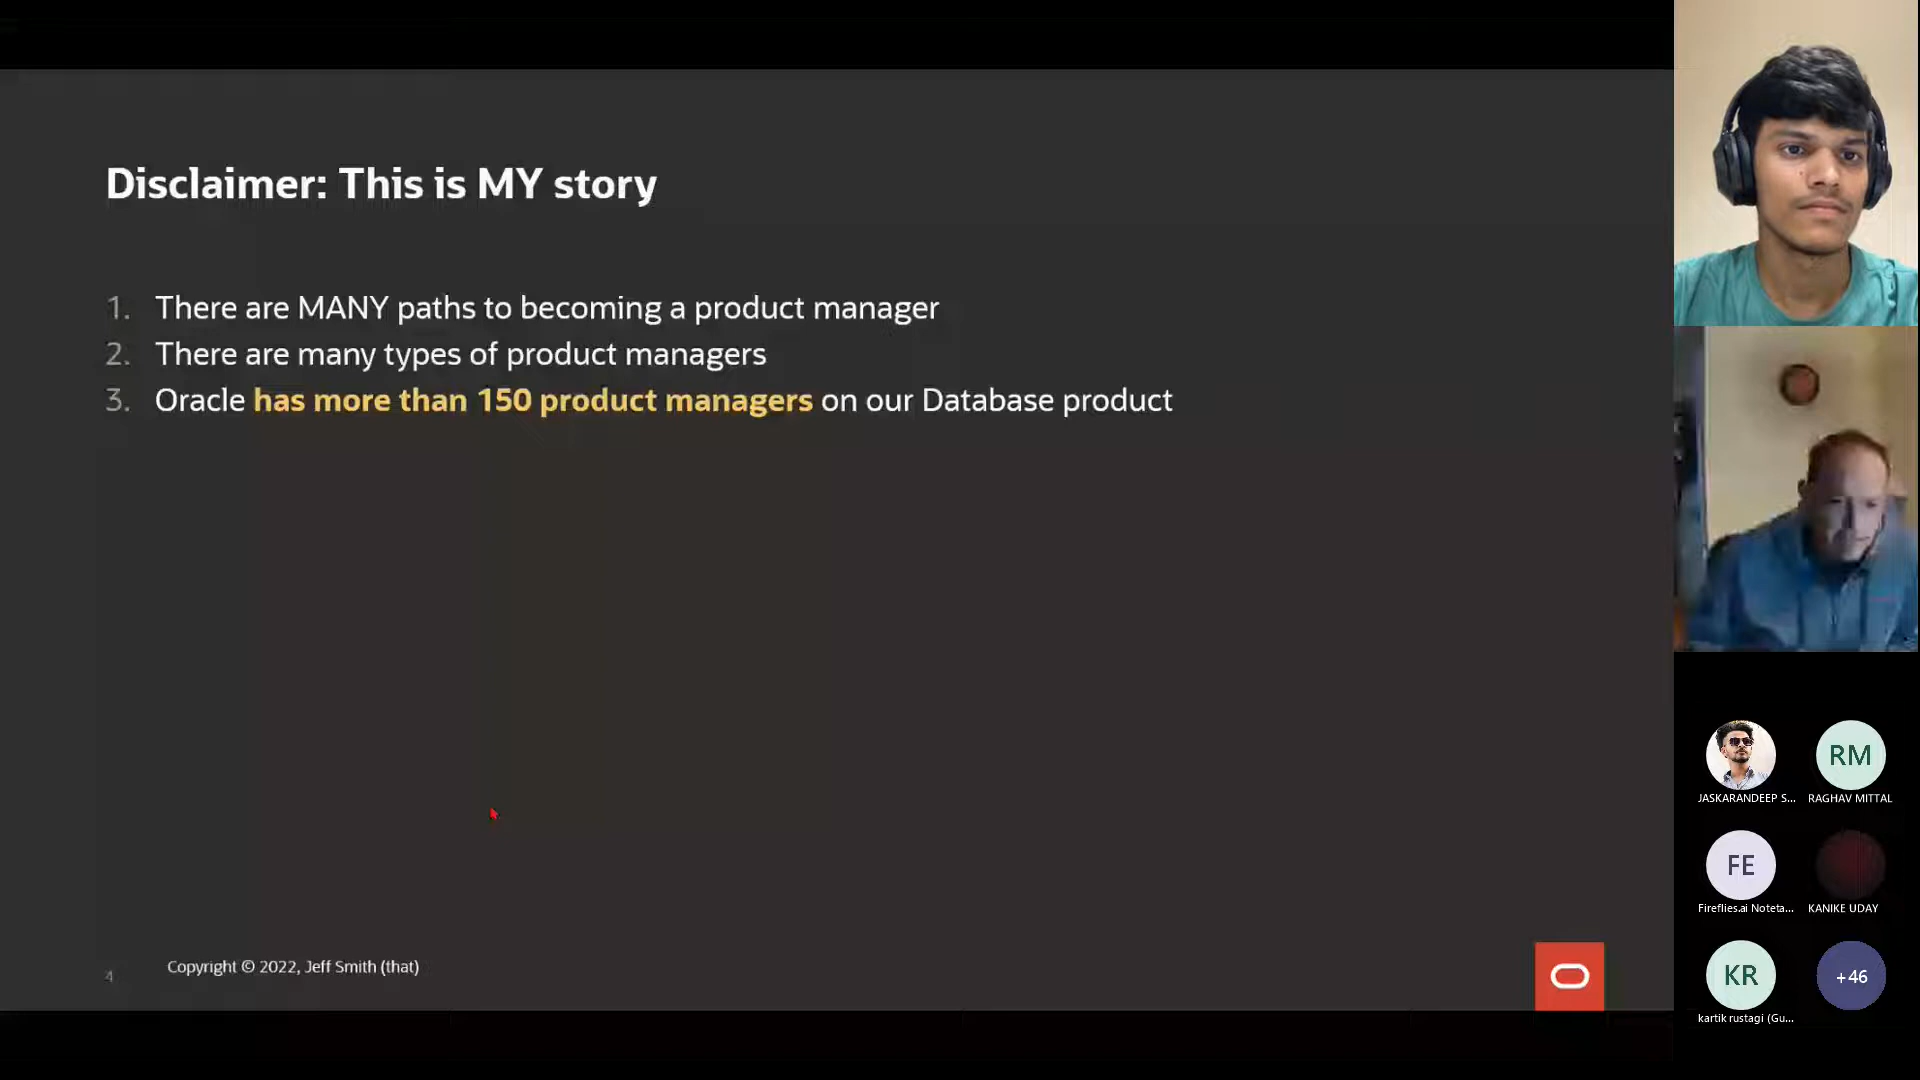 Disclaimer: This is MY story
1. There are MANY paths to becoming a product manager
2. There are many types of product managers
3. Oracle has more than 150 product managers on our Database product
4
Copyright © 2022, Jeff Smith (that)
JASKARANDEEP S...
RM
RAGHAV MITTAL
FE
Fireflies.ai Noteta...
KANIKE UDAY
KR
kartik rustagi (Gu...
+46